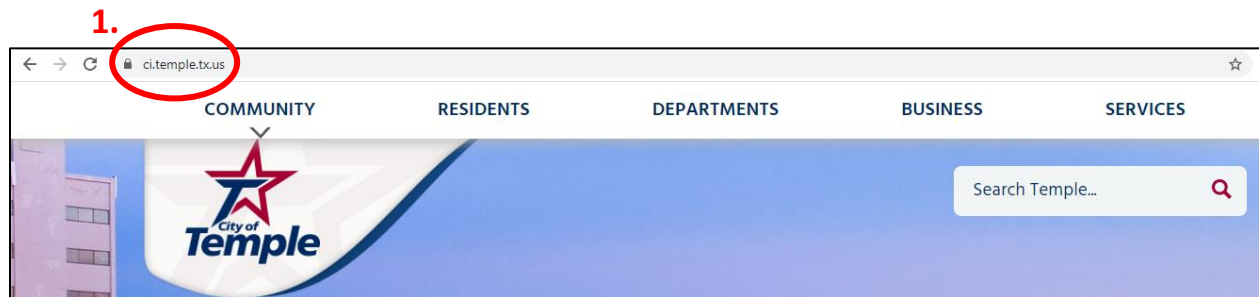 1.
ci.temple.tx.us
COMMUNITY RESIDENTS DEPARTMENTS BUSINESS SERVICES
Search Temple...
City of
Temple